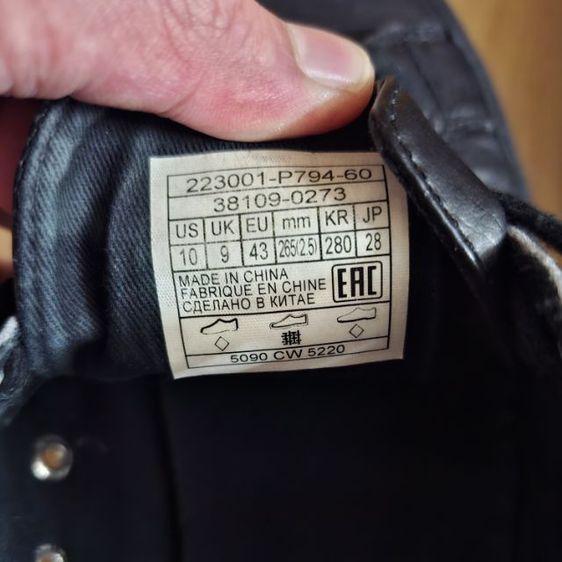 223001-P794-60
38109-0273
US UK EU mm KR JP
10 9 43 265(2.5) 280 28
MADE IN CHINA
FABRIQUE EN CHINE
СДЕЛАНО В КИТАЕ
EAC
5090 CW 5220